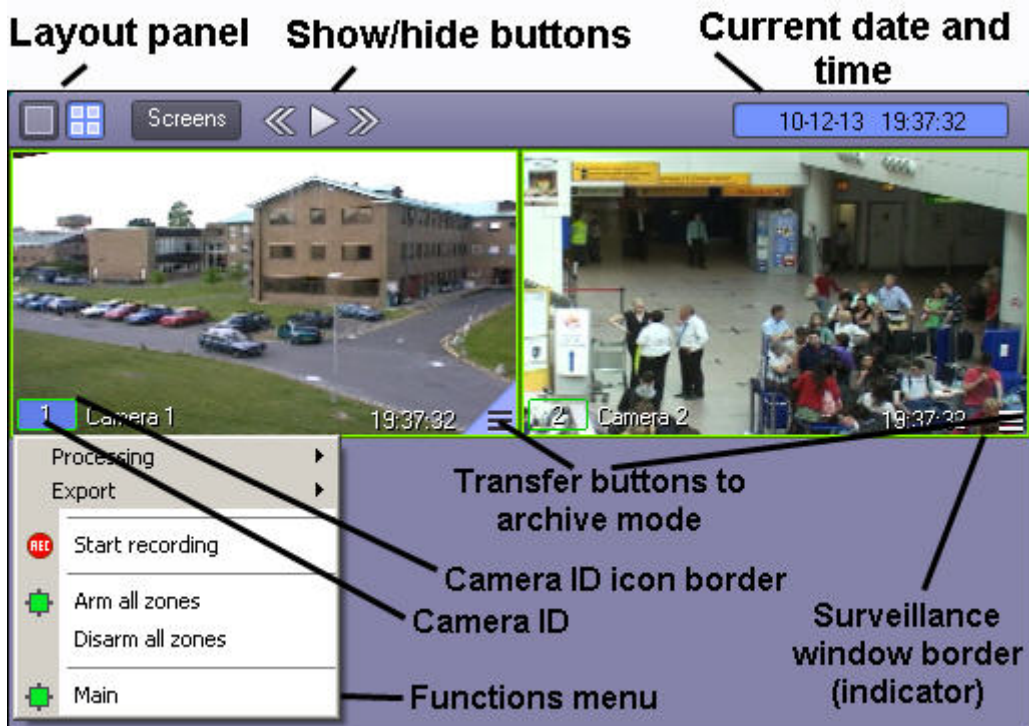 Layout panel
Show/hide buttons
Current date and
time
Screens
10-12-13 19:37:32
1 Camera 1 19:37:32
2 Camera 2 19:37:32
Processing
Export
REC Start recording
Arm all zones
Disarm all zones
Main
Transfer buttons to
archive mode
Camera ID icon border
Camera ID
Functions menu
Surveillance
window border
(indicator)